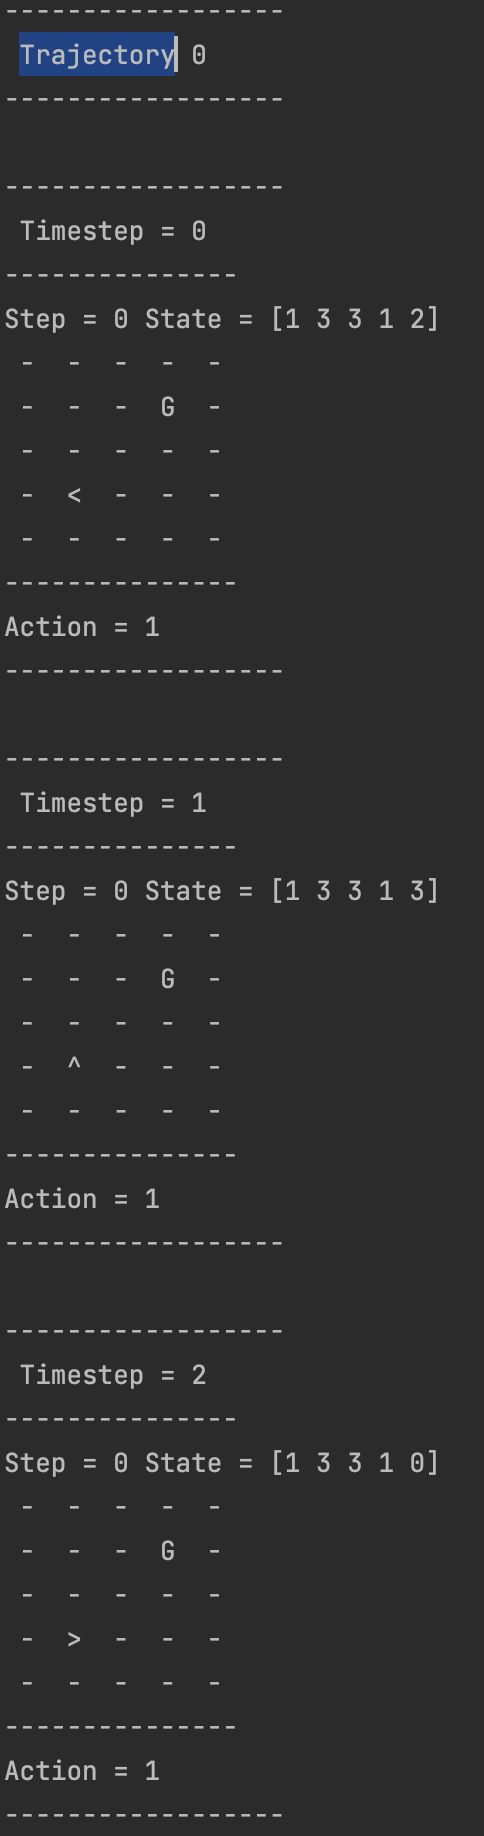 ------------------
 Trajectory 0
------------------

------------------
 Timestep = 0
---------------
Step = 0 State = [1 3 3 1 2]
 -  -  -  -  -
 -  -  -  G  -
 -  -  -  -  -
 -  <  -  -  -
 -  -  -  -  -
---------------
Action = 1
------------------

------------------
 Timestep = 1
---------------
Step = 0 State = [1 3 3 1 3]
 -  -  -  -  -
 -  -  -  G  -
 -  -  -  -  -
 -  ^  -  -  -
 -  -  -  -  -
---------------
Action = 1
------------------

------------------
 Timestep = 2
---------------
Step = 0 State = [1 3 3 1 0]
 -  -  -  -  -
 -  -  -  G  -
 -  -  -  -  -
 -  >  -  -  -
 -  -  -  -  -
---------------
Action = 1
------------------